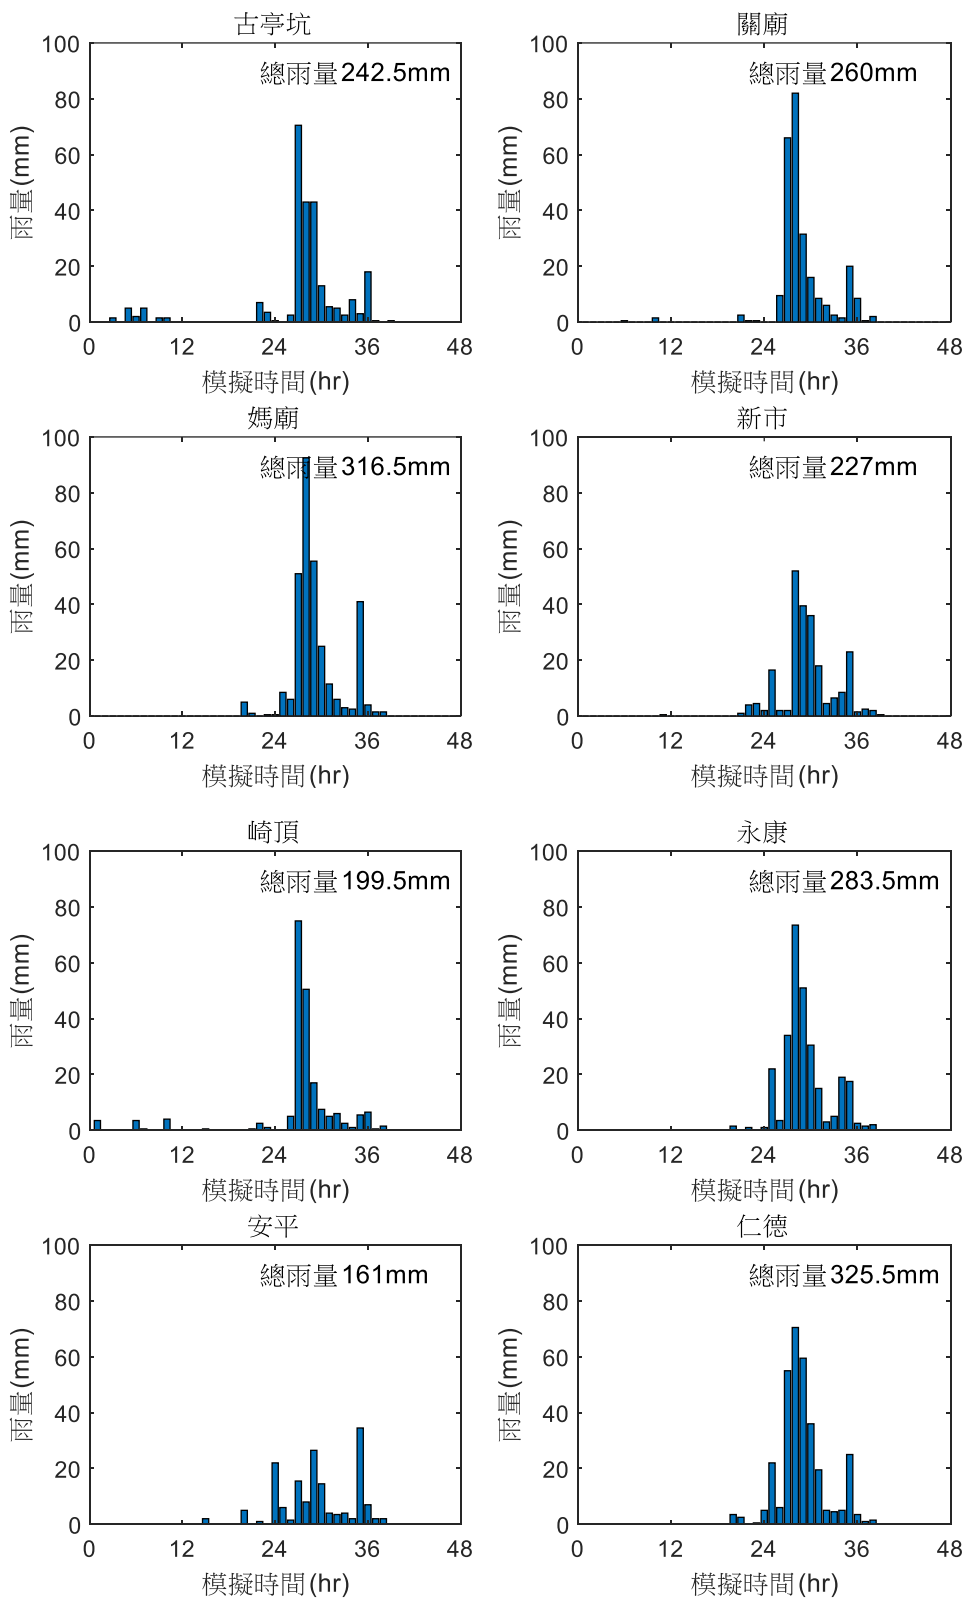 古亭坑
總雨量242.5mm
100
80
60
40
20
0
雨量(mm)
0 12 24 36 48
模擬時間(hr)
關廟
總雨量260mm
100
80
60
40
20
0
雨量(mm)
0 12 24 36 48
模擬時間(hr)
媽廟
總雨量316.5mm
100
80
60
40
20
0
雨量(mm)
0 12 24 36 48
模擬時間(hr)
新市
總雨量227mm
100
80
60
40
20
0
雨量(mm)
0 12 24 36 48
模擬時間(hr)
崎頂
總雨量199.5mm
100
80
60
40
20
0
雨量(mm)
0 12 24 36 48
模擬時間(hr)
永康
總雨量283.5mm
100
80
60
40
20
0
雨量(mm)
0 12 24 36 48
模擬時間(hr)
安平
總雨量161mm
100
80
60
40
20
0
雨量(mm)
0 12 24 36 48
模擬時間(hr)
仁德
總雨量325.5mm
100
80
60
40
20
0
雨量(mm)
0 12 24 36 48
模擬時間(hr)